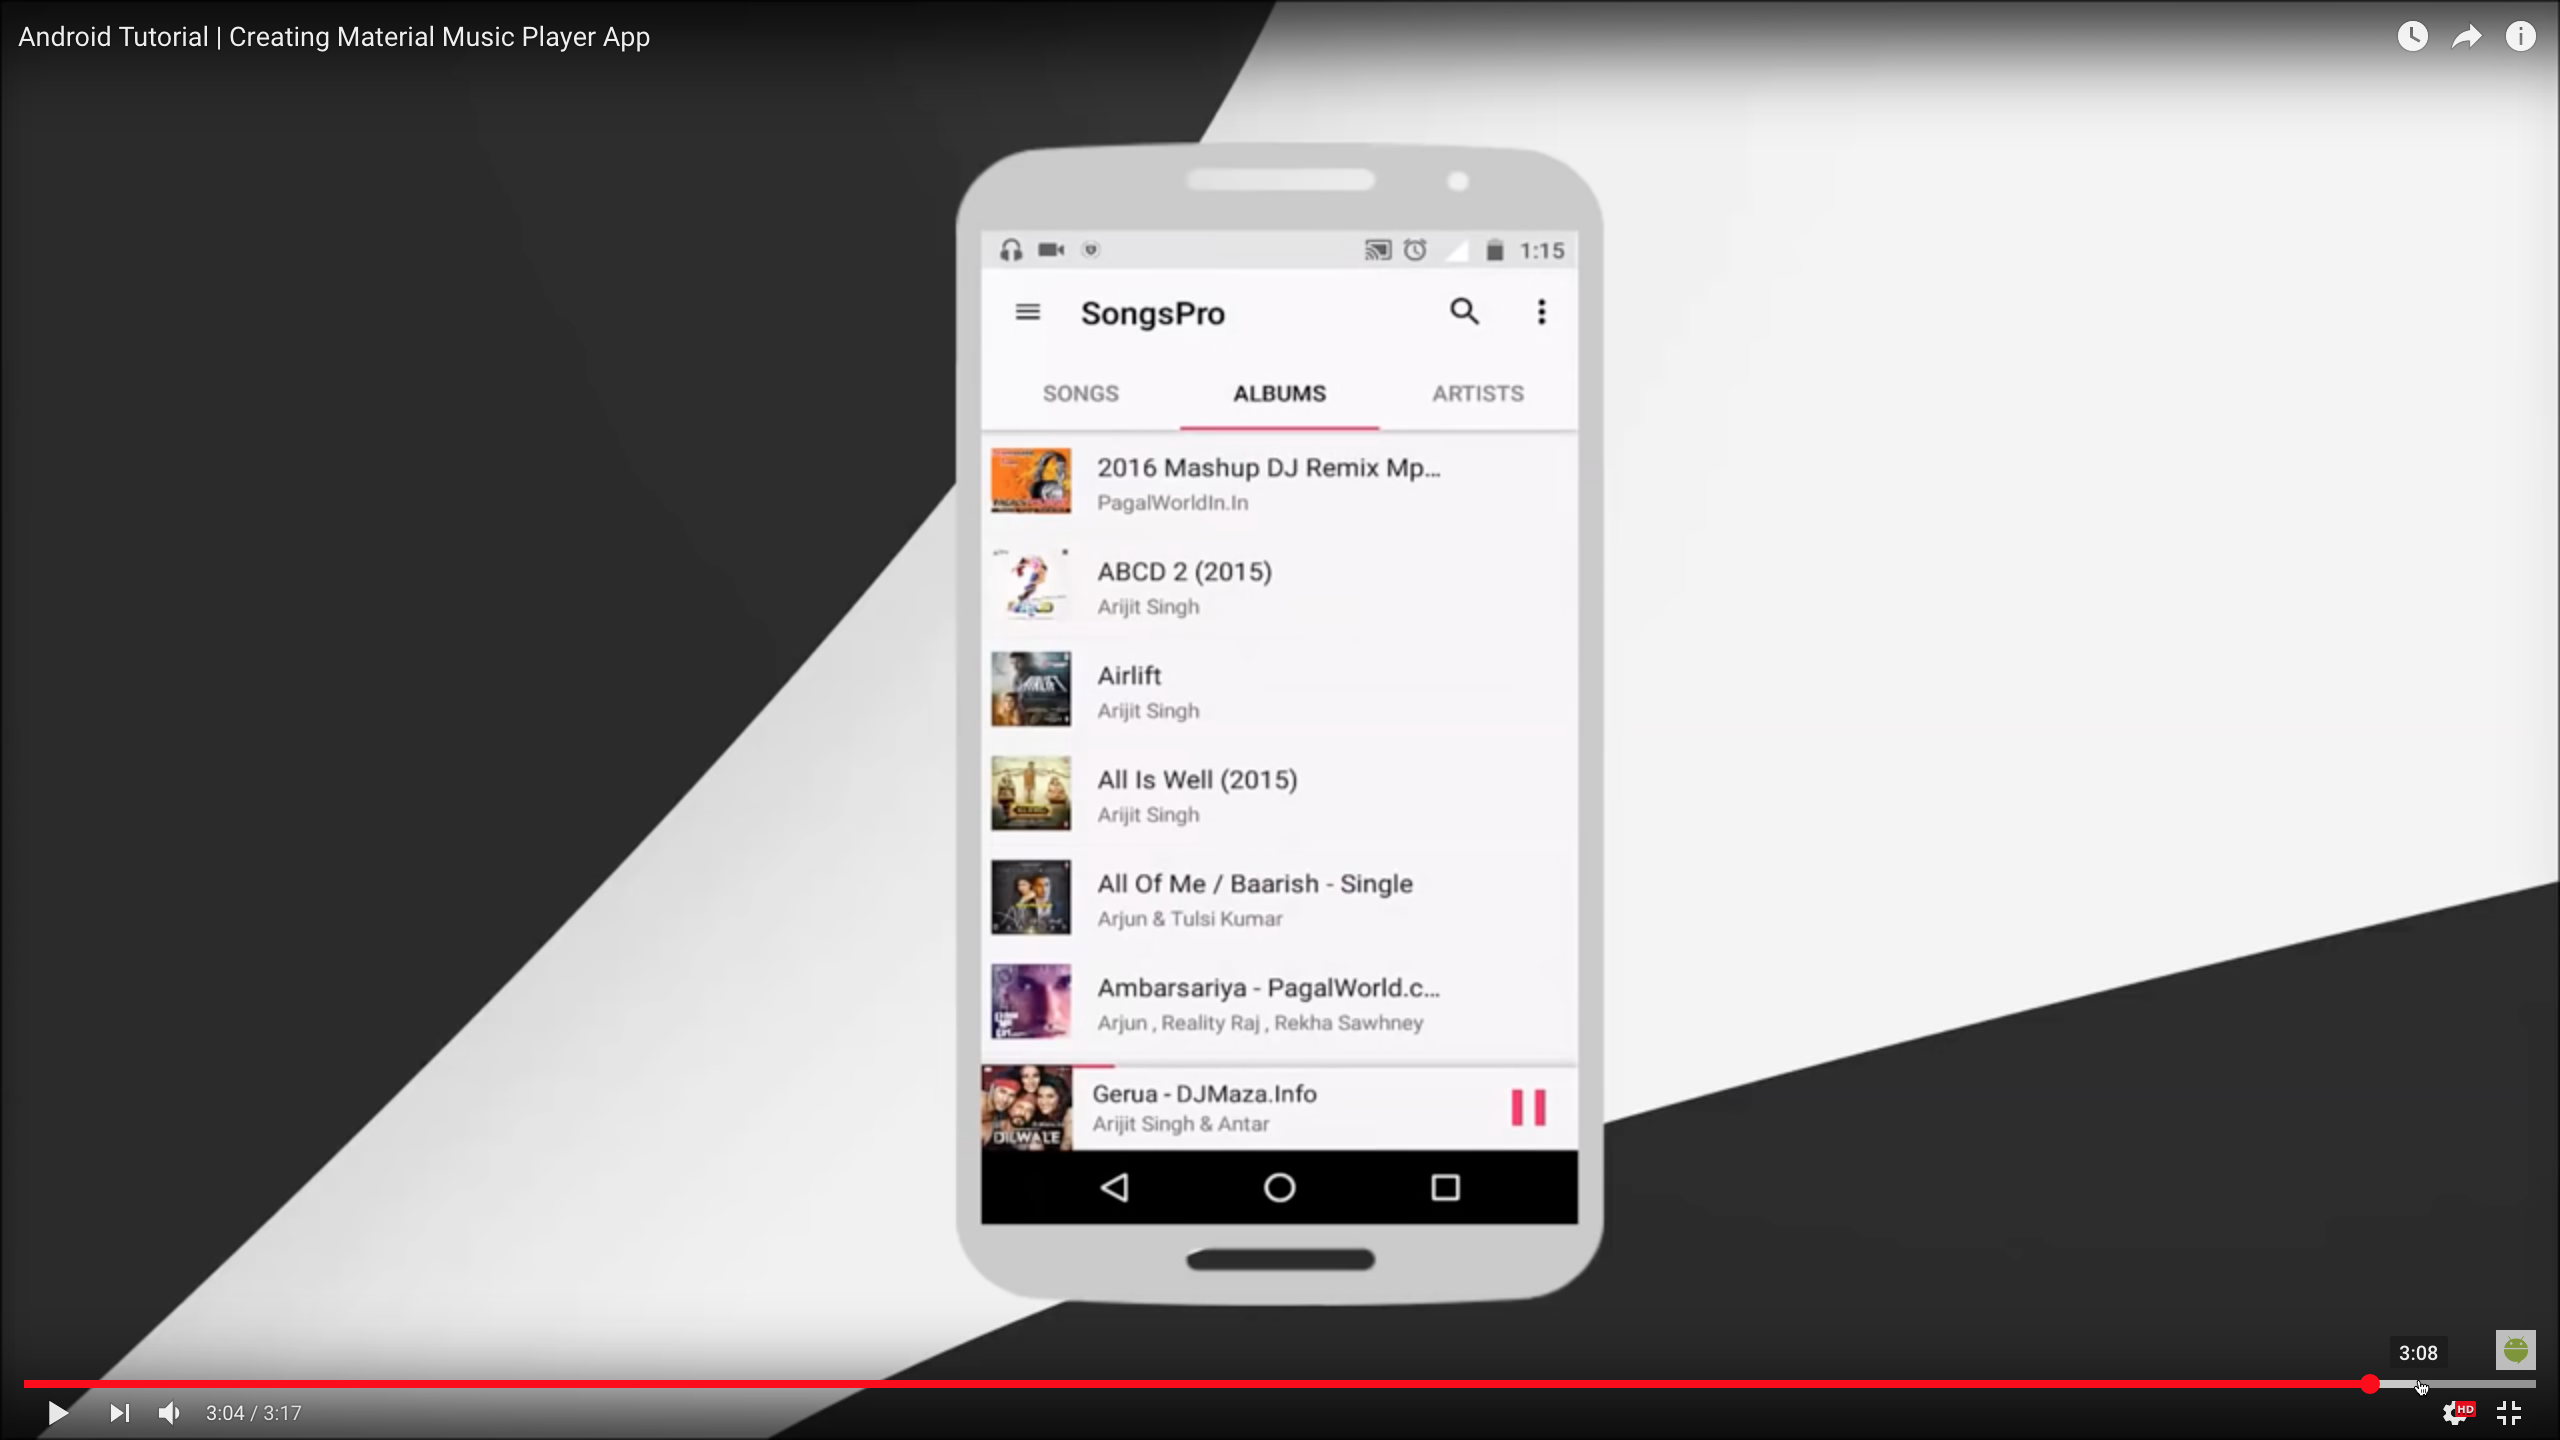 Android Tutorial | Creating Material Music Player App
1:15
SongsPro
SONGS ALBUMS ARTISTS
2016 Mashup DJ Remix Mp...
PagalWorldIn.In
ABCD 2 (2015)
Arijit Singh
Airlift
Arijit Singh
All Is Well (2015)
Arijit Singh
All Of Me / Baarish - Single
Arjun & Tulsi Kumar
Ambarsariya - PagalWorld.c...
Arjun , Reality Raj , Rekha Sawhney
Gerua - DJMaza.Info
Arijit Singh & Antar
DILWALE
3:08
3:04 / 3:17
HD